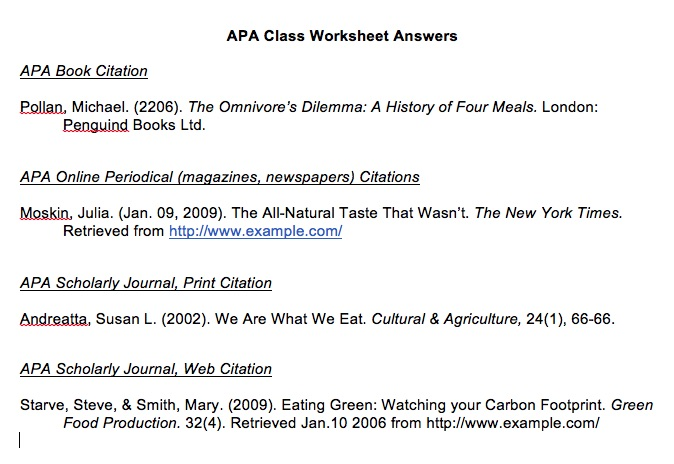 APA Class Worksheet Answers
APA Book Citation
Pollan, Michael. (2206). The Omnivore's Dilemma: A History of Four Meals. London:
Penguind Books Ltd.
APA Online Periodical (magazines, newspapers) Citations
Moskin, Julia. (Jan. 09, 2009). The All-Natural Taste That Wasn't. The New York Times.
Retrieved from http://www.example.com/
APA Scholarly Journal, Print Citation
Andreatta, Susan L. (2002). We Are What We Eat. Cultural & Agriculture, 24(1), 66-66.
APA Scholarly Journal, Web Citation
Starve, Steve, & Smith, Mary. (2009). Eating Green: Watching your Carbon Footprint. Green
Food Production. 32(4). Retrieved Jan.10 2006 from http://www.example.com/